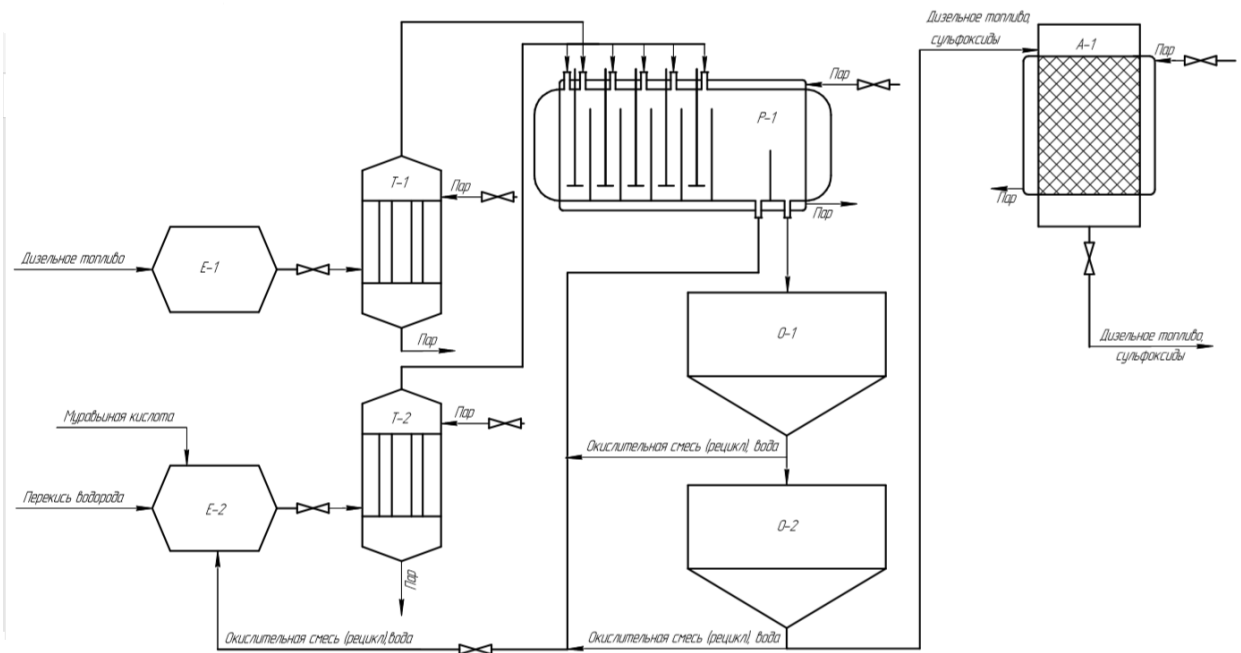 Дизельное топливо,
сульфоксиды
А-1
Пар
Пар
Р-1
Т-1
Пар
Пар
Пар
Дизельное топливо
Е-1
О-1
Дизельное топливо,
сульфоксиды
Пар
Муравьиная кислота
Т-2
Пар
Окислительная смесь (рецикл), вода
Перекись водорода
Е-2
О-2
Пар
Окислительная смесь (рецикл),вода
Окислительная смесь (рецикл), вода